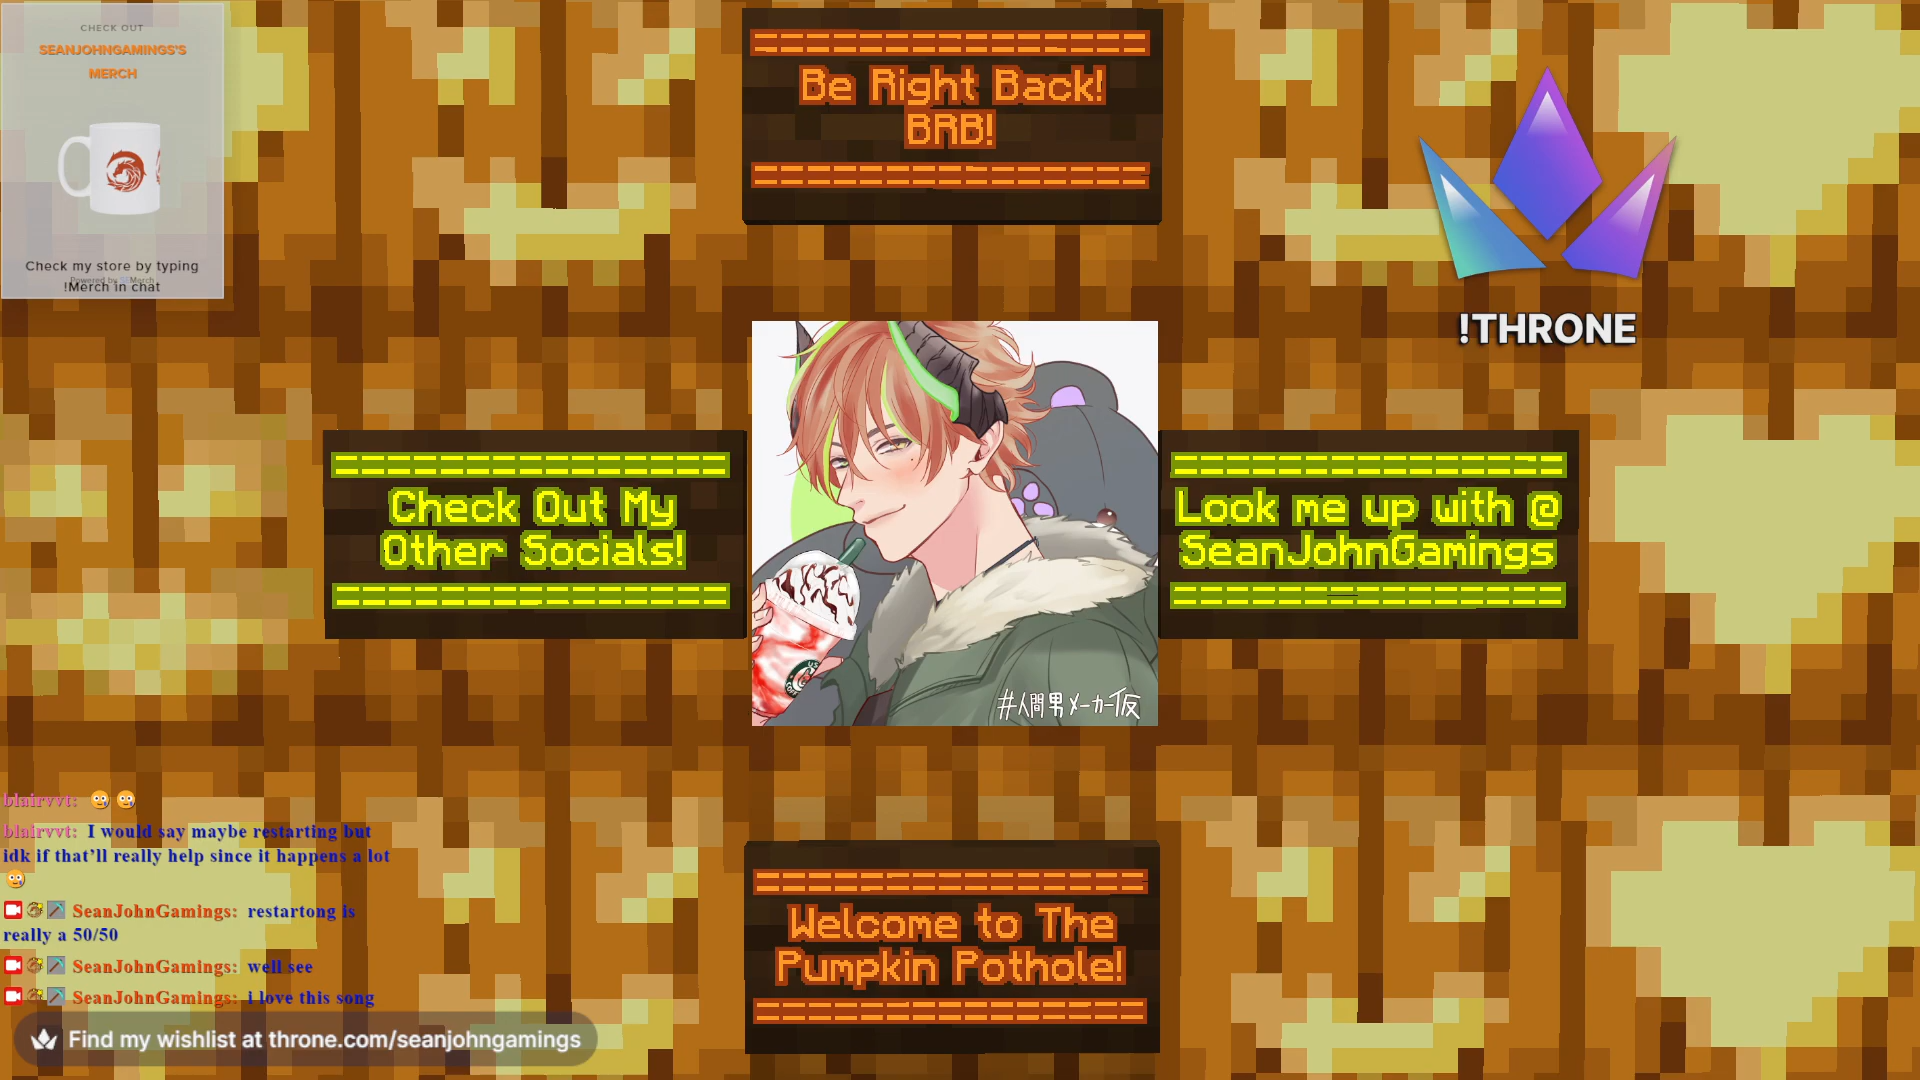 CHECK OUT
SEANJOHNGAMINGS'S
MERCH
Check my store by typing
Powered by SEMerch
!Merch in chat
================
Be Right Back!
BRB!
================
!THRONE
================
Check Out My
Other Socials!
================
================
Look me up with @
SeanJohnGamings
================
#人間男メーカー仮
blairvvt:
blairvvt: I would say maybe restarting but
idk if that’ll really help since it happens a lot
SeanJohnGamings: restartong is
really a 50/50
SeanJohnGamings: well see
SeanJohnGamings: i love this song
Find my wishlist at throne.com/seanjohngamings
================
Welcome to The
Pumpkin Pothole!
================